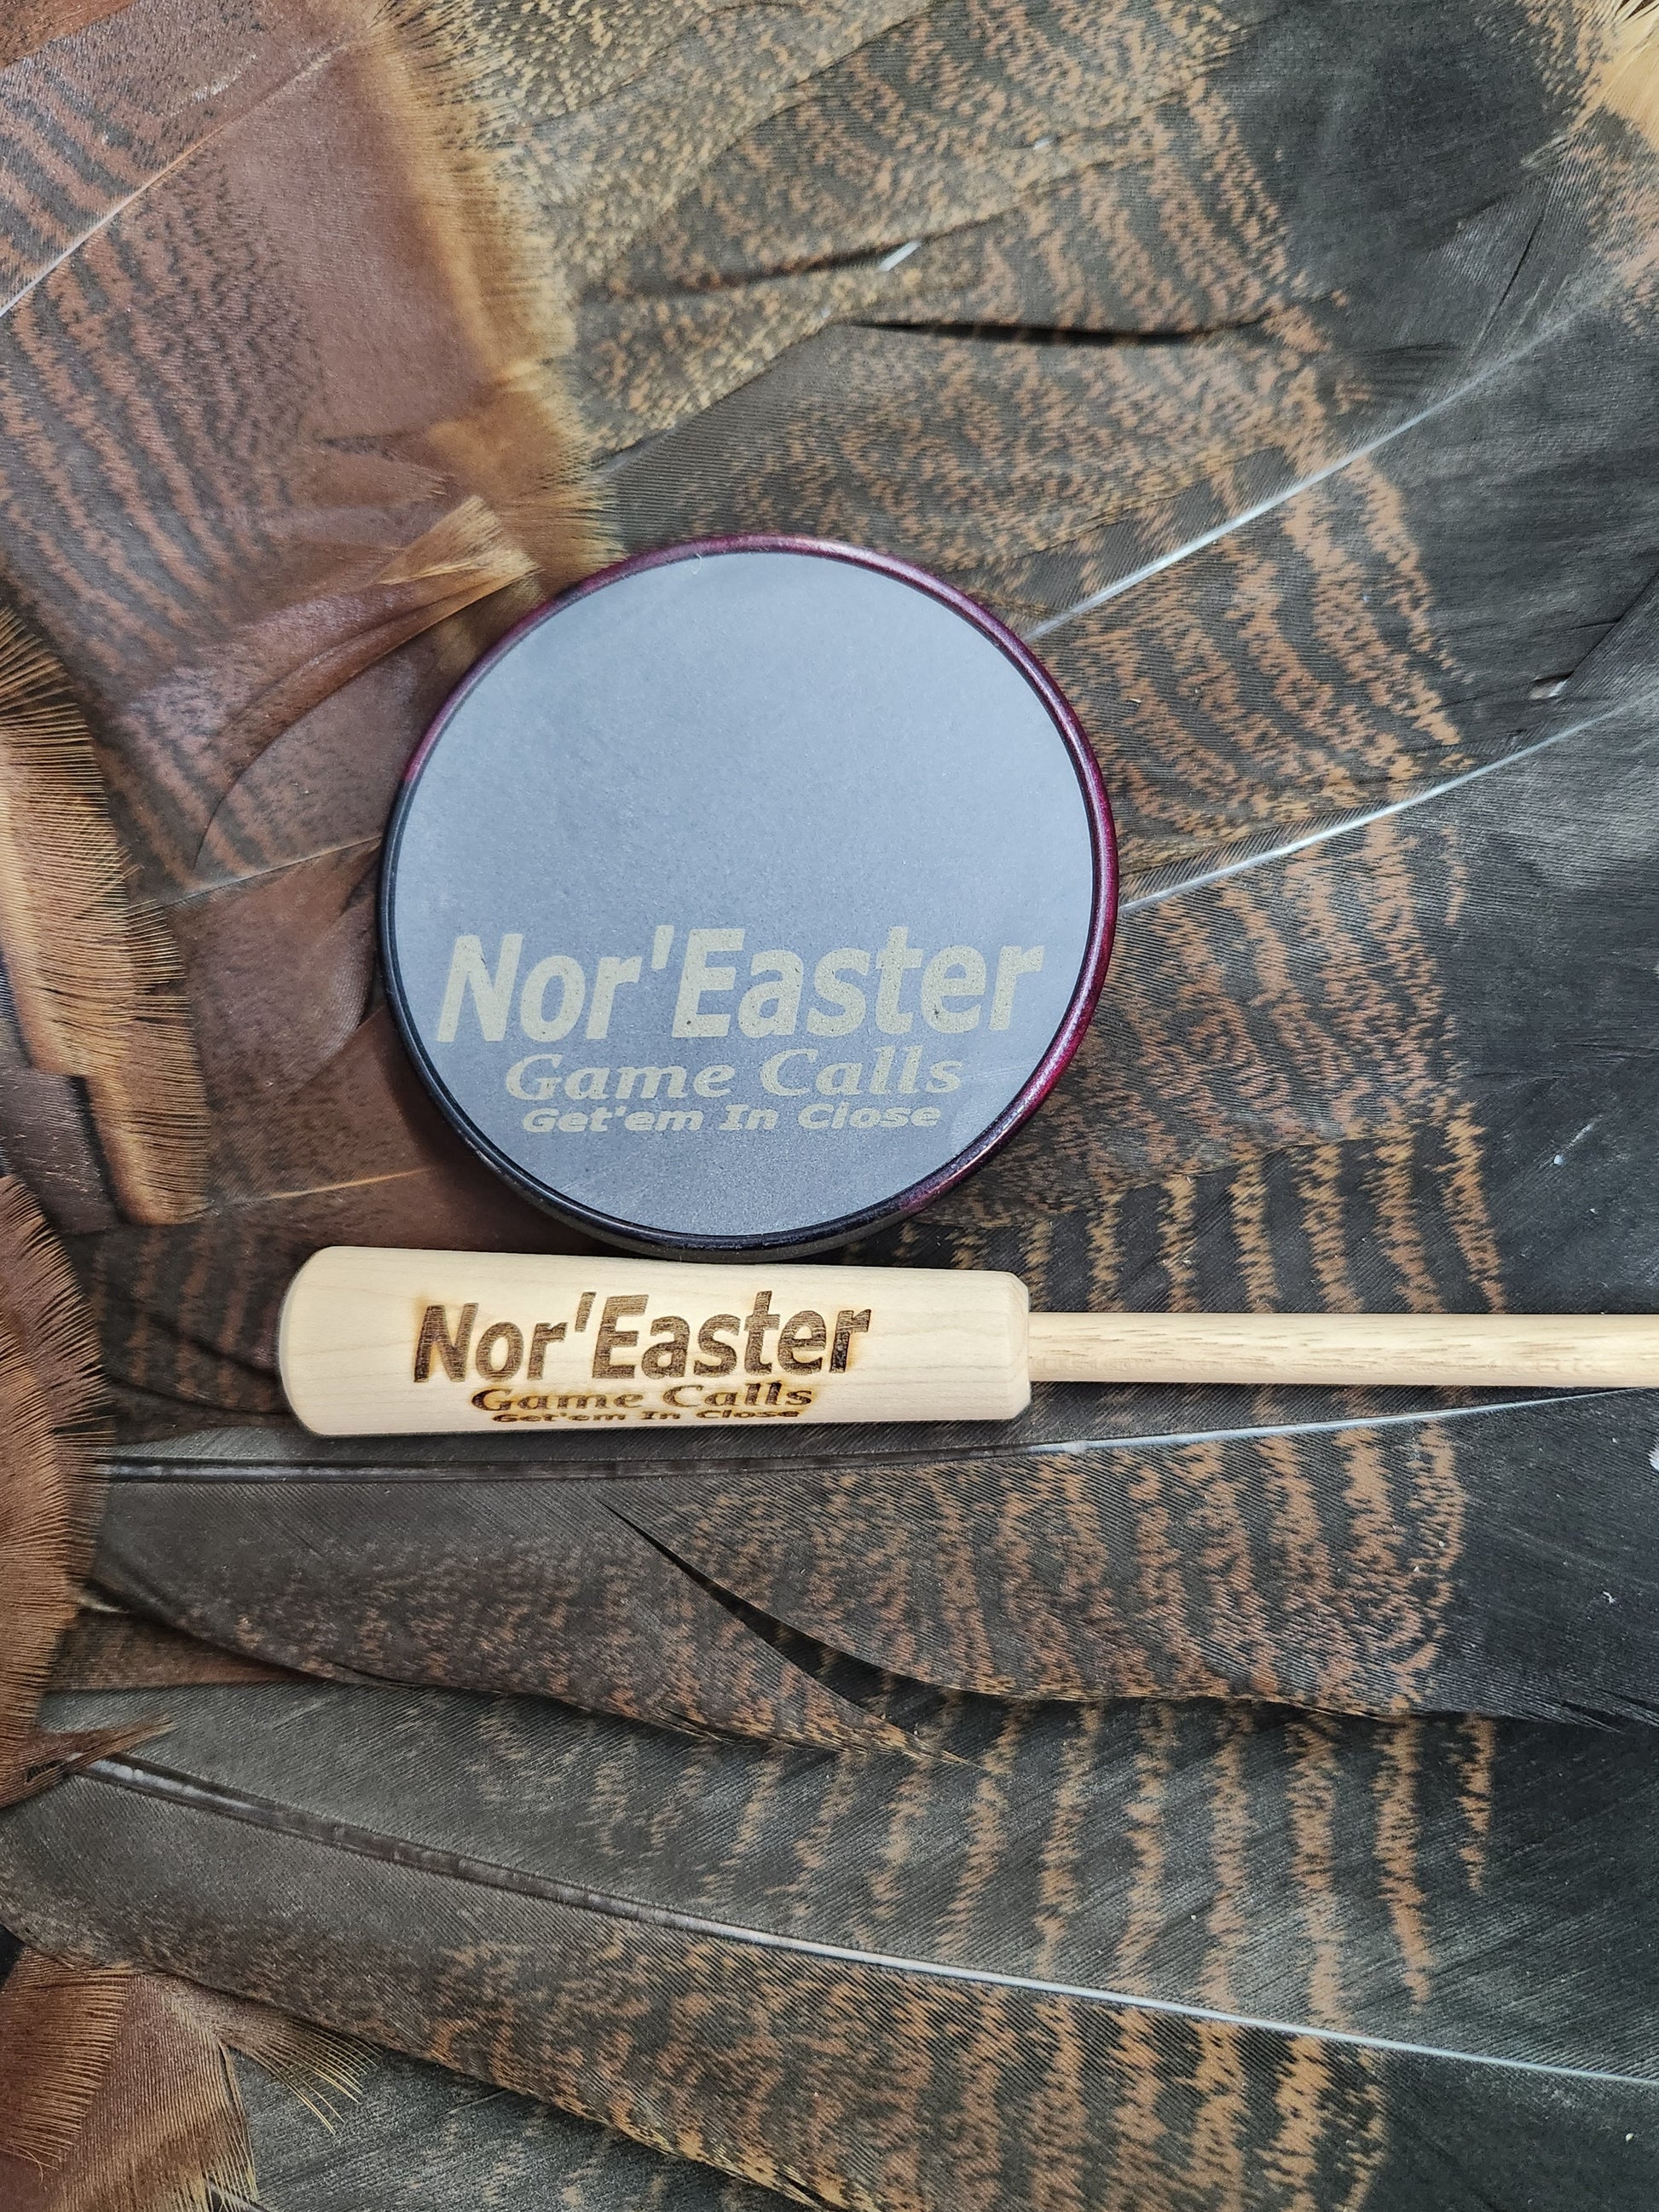 Nor'Easter
Game Calls
Get'em In Close
Nor'Easter
Game Calls
Get'em In Close